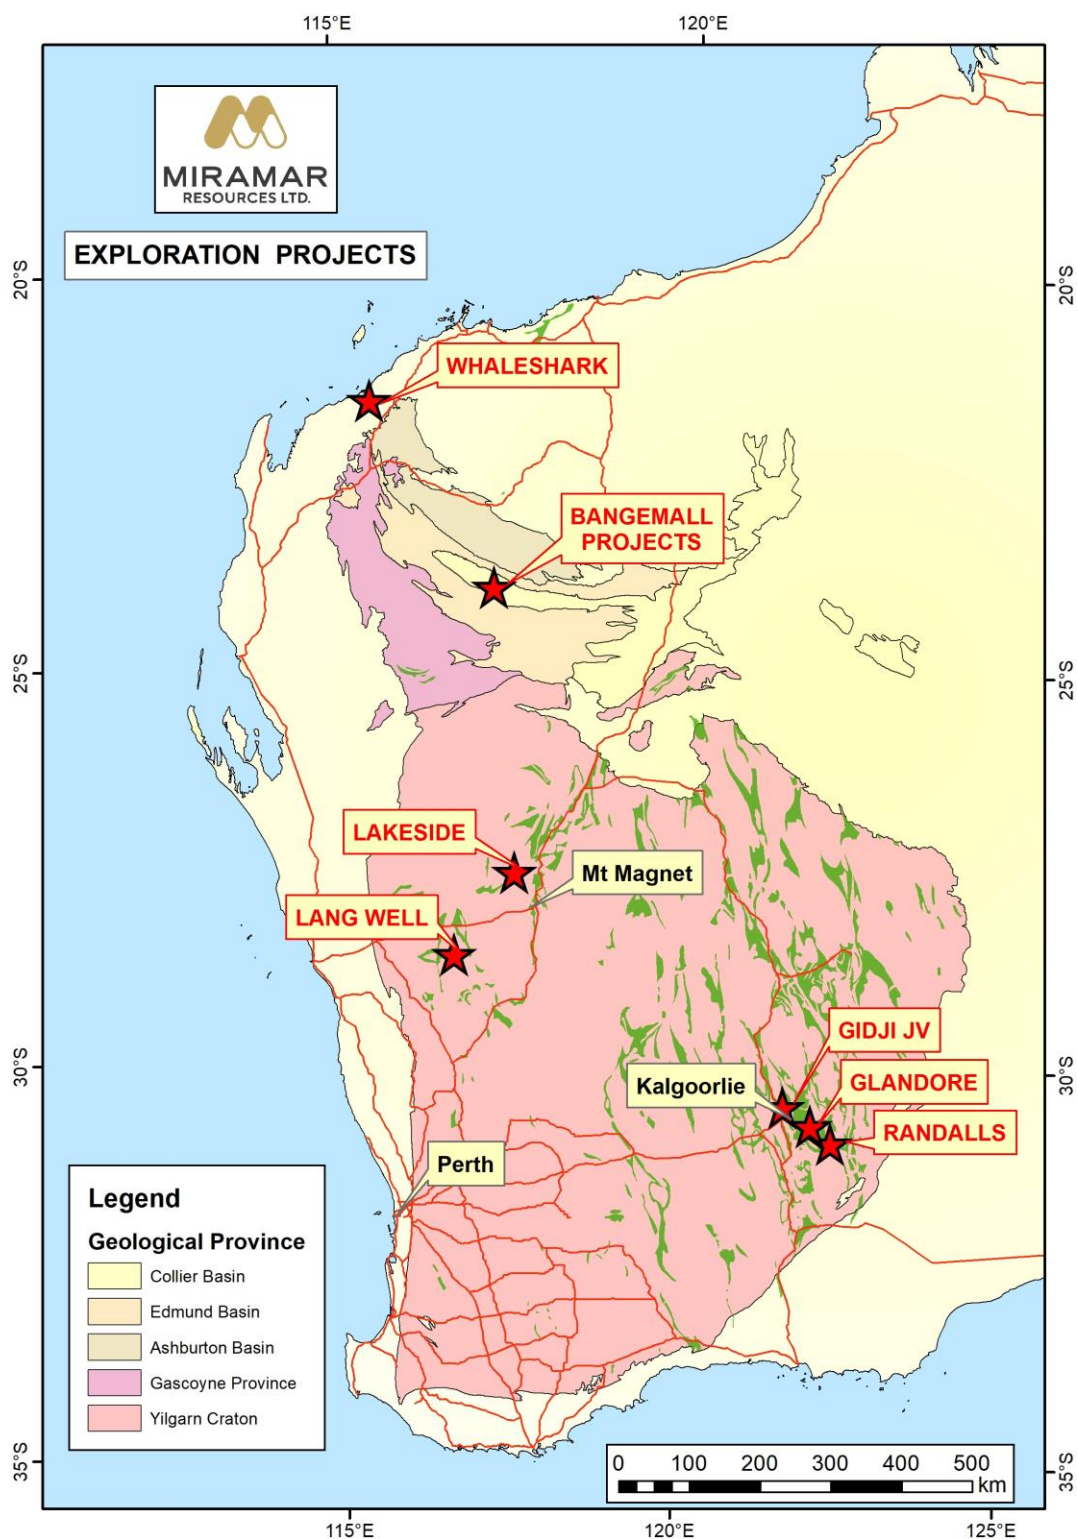 115°E
120°E
MIRAMAR
RESOURCES LTD.
EXPLORATION PROJECTS
20°S
20°S
WHALESHARK
BANGEMALL
PROJECTS
25°S
25°S
LAKESIDE
Mt Magnet
LANG WELL
GIDJI JV
30°S
30°S
Kalgoorlie
GLANDORE
RANDALLS
Perth
Legend
Geological Province
Collier Basin
Edmund Basin
Ashburton Basin
Gascoyne Province
Yilgarn Craton
0 100 200 300 400 500
km
35°S
35°S
115°E
120°E
125°E